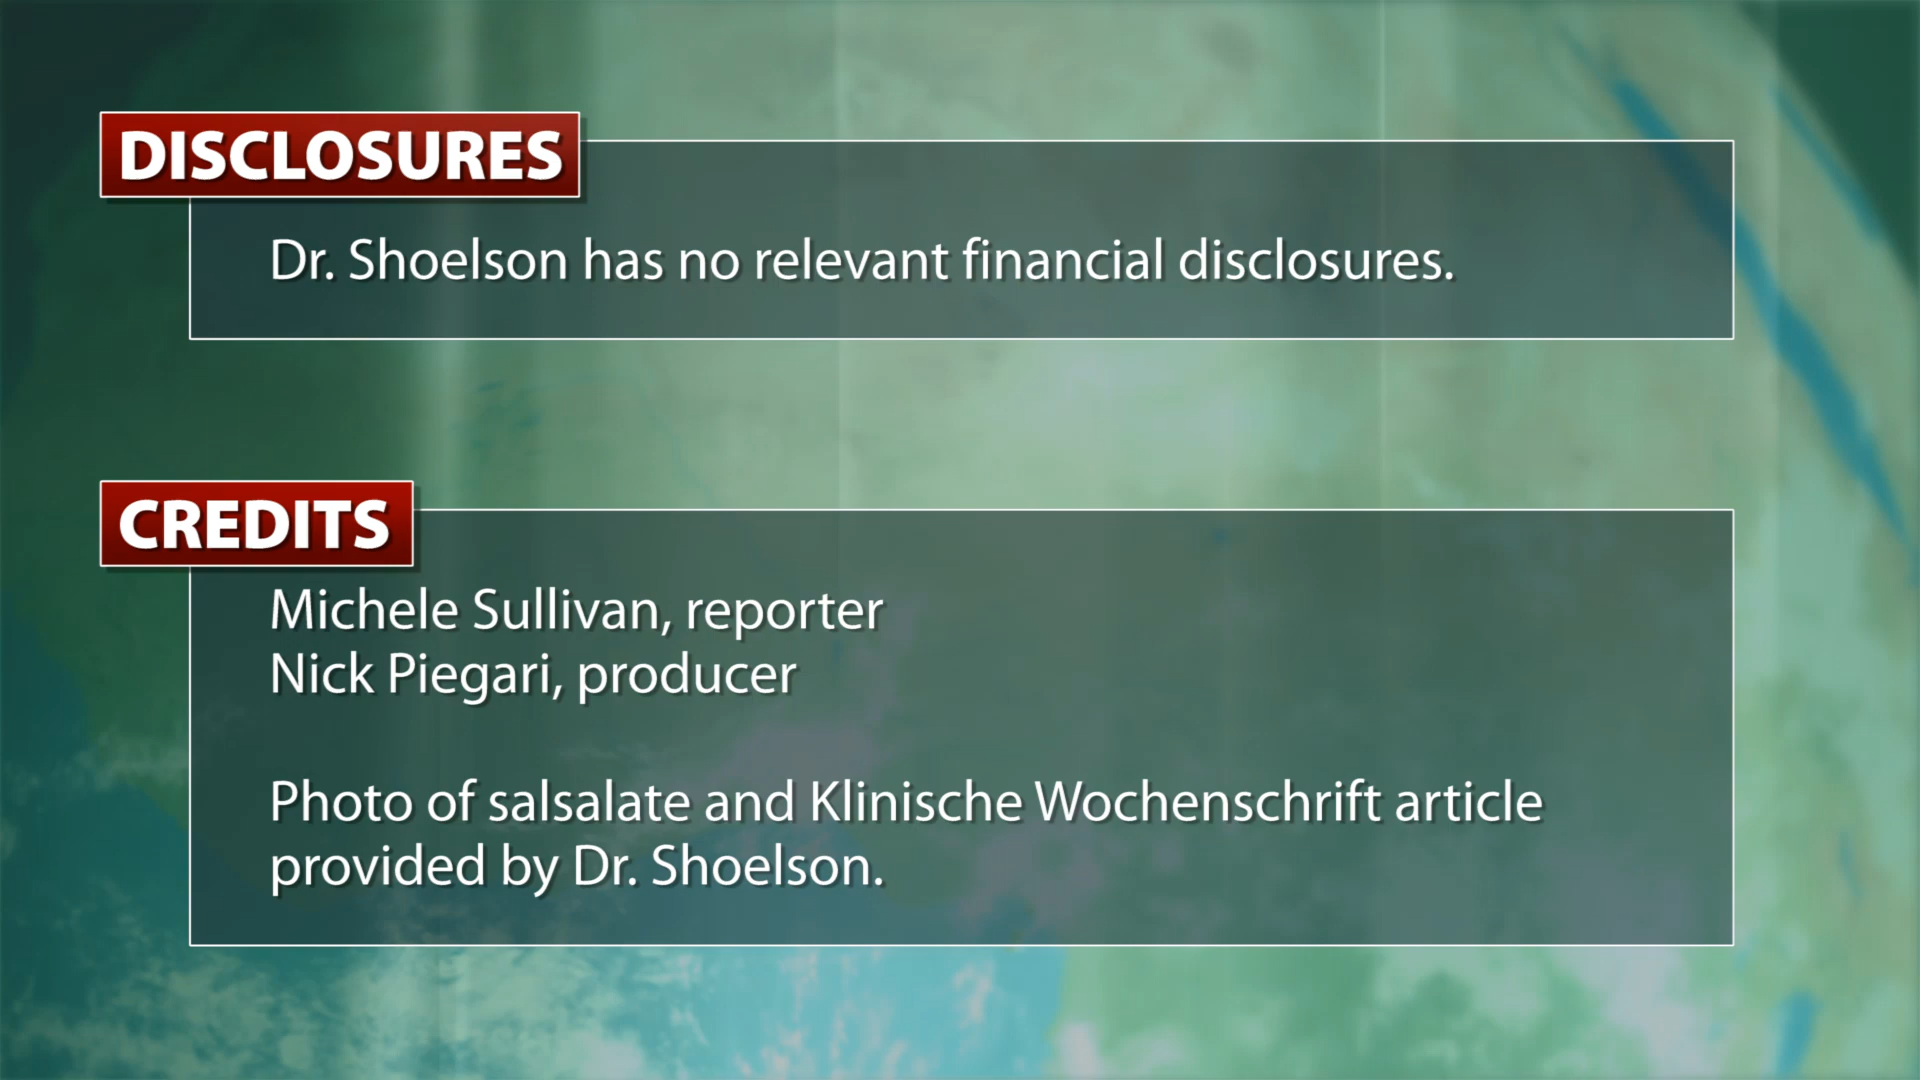 DISCLOSURES
Dr. Shoelson has no relevant financial disclosures.
CREDITS
Michele Sullivan, reporter
Nick Piegari, producer
Photo of salsalate and Klinische Wochenschrift article
provided by Dr. Shoelson.